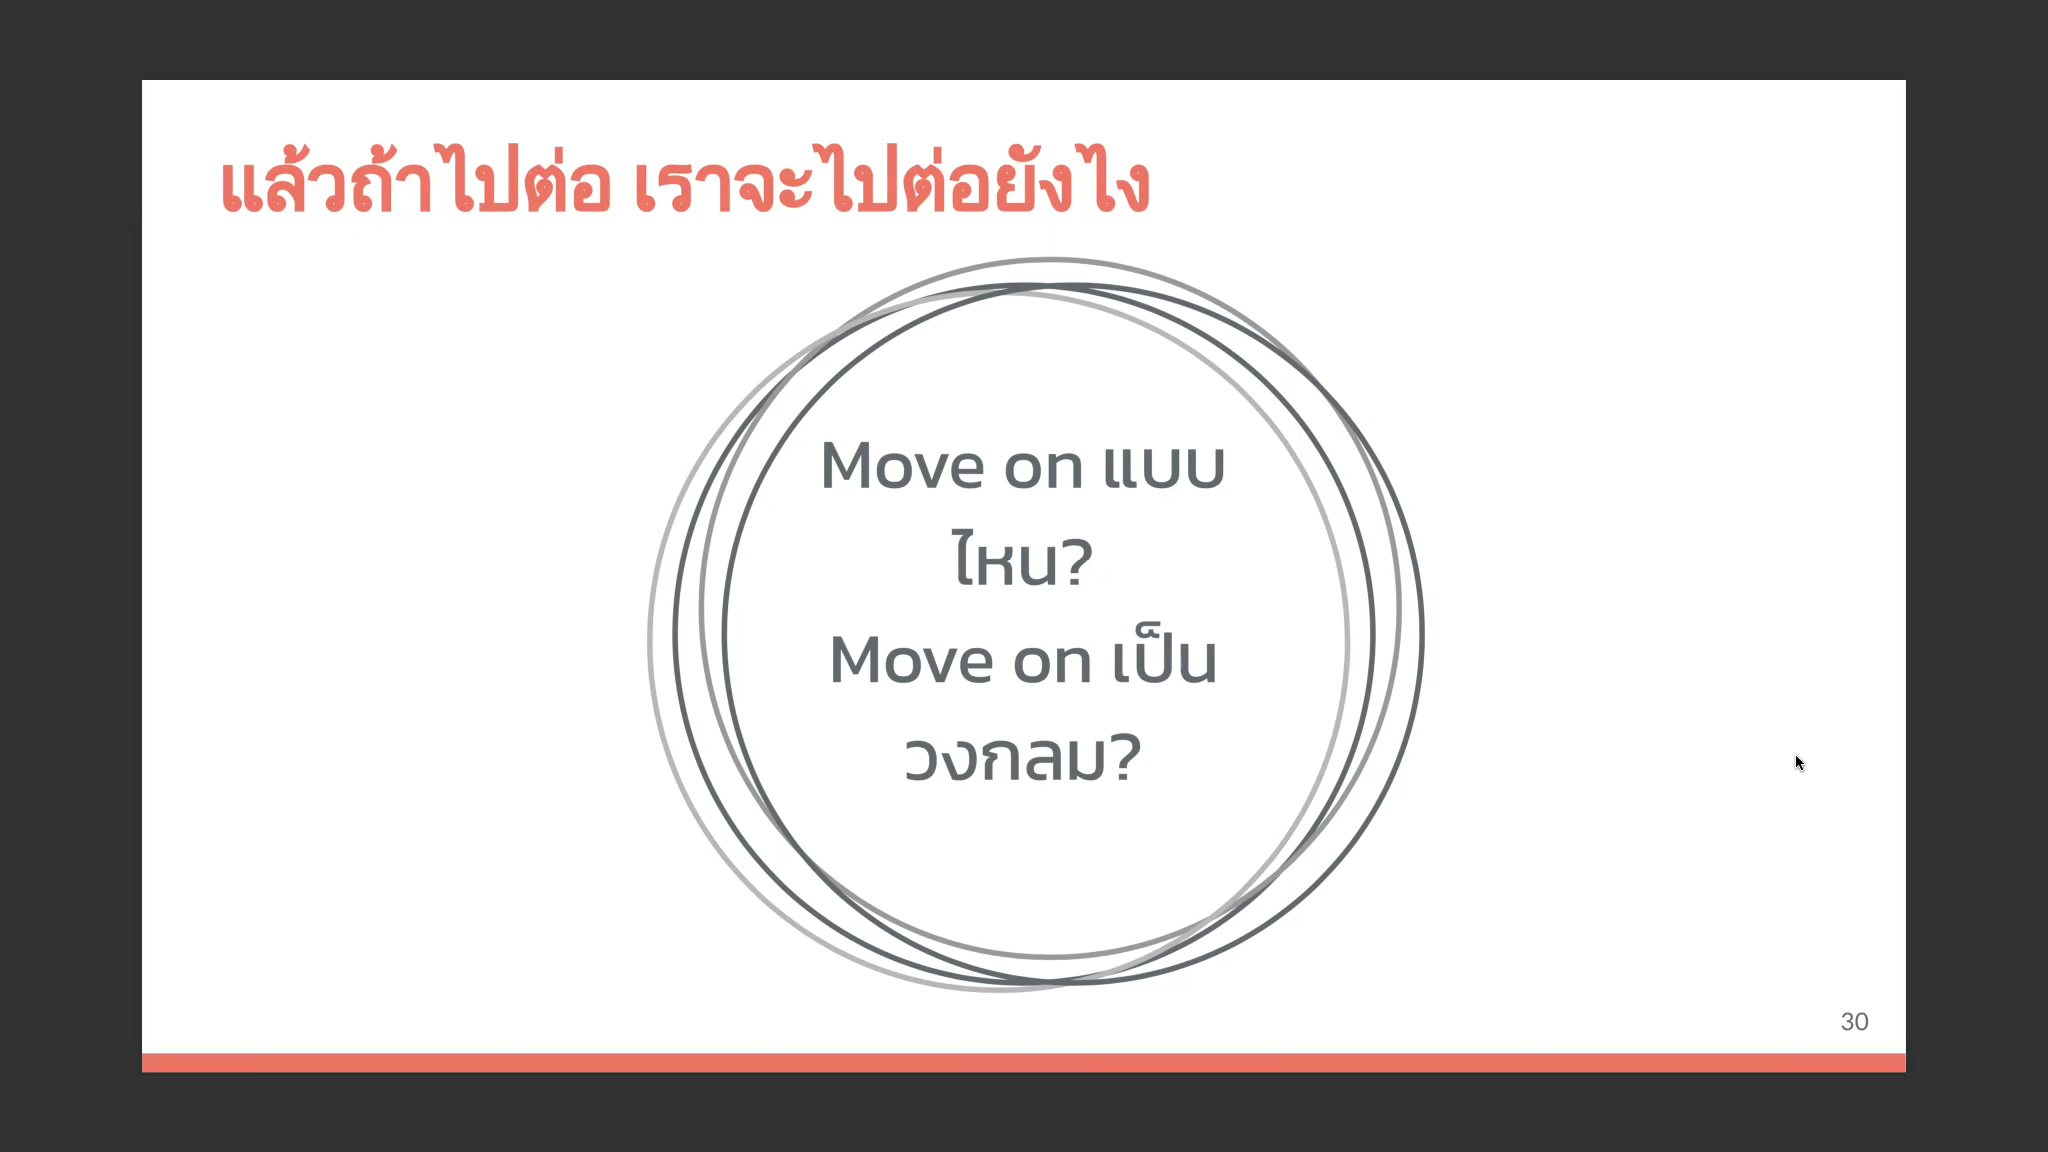 แล้วถ้าไปต่อ เราจะไปต่อยังไง
Move on แบบ
ไหน?
Move on เป็น
วงกลม?
30